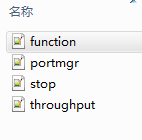 名称
function
portmgr
stop
throughput